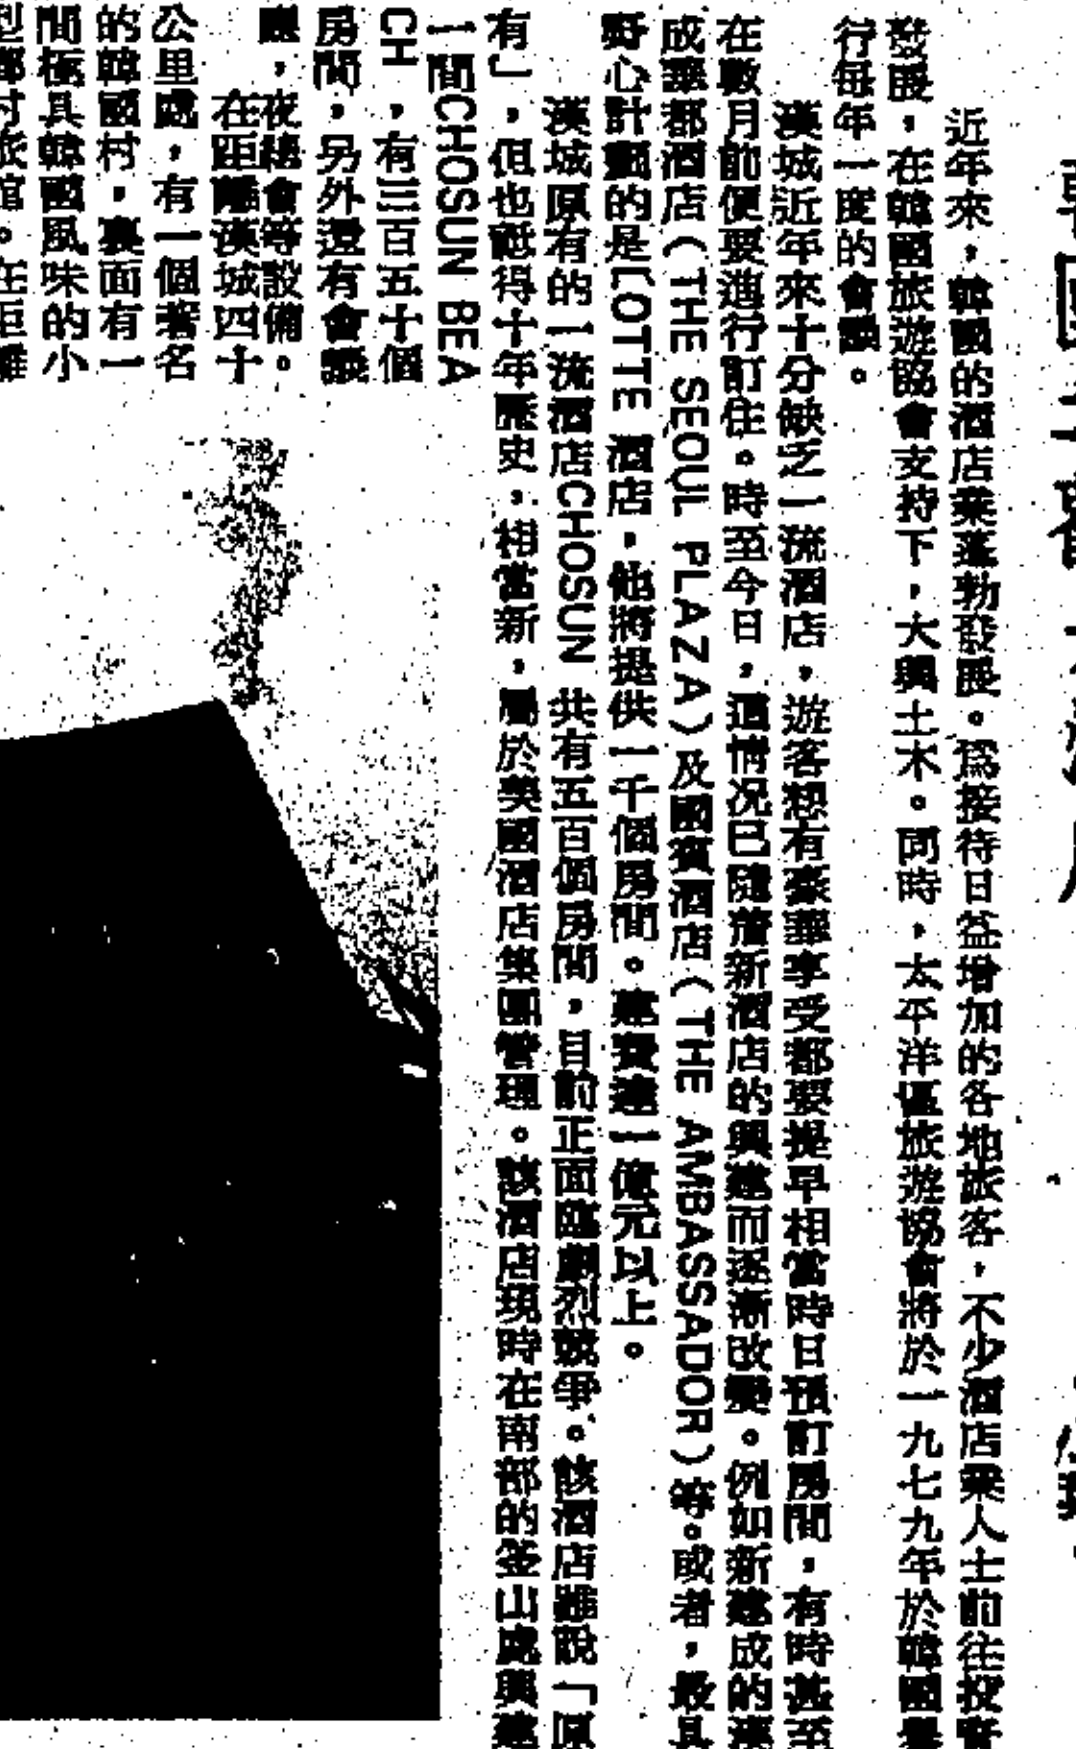 近年來，韓國的酒店業蓬勃發展。爲接待日益增加的各地旅客，不少酒店業人士前往投資
發展，在韓國旅遊協會支持下，大興土木。同時，太平洋區旅遊協會將於一九七九年於韓國舉
行每年一度的會議。
漢城近年來十分缺乏一流酒店，遊客想有豪華享受都要提早相當時日預訂房間，有時甚至
在數月前便要進行訂住。時至今日，這情况已隨着新酒店的興建而逐漸改變。例如新建成的漢
成韓都酒店（THE SEOUL PLAZA）及國賓酒店（THE AMBASSADOR）等。或者，最具
野心計劃的是LOTTE 酒店，他將提供一千個房間。建費達一億元以上。
漢城原有的一流酒店CHOSUN 共有五百個房間，目前正面臨劇烈競爭。該酒店雖說「原
有」，但也祗得十年歷史，相當新，屬於美國酒店集團管理。該酒店現時在南部的釜山處興建
一間CHOSUN BEA
CH ，有三百五十個
房間，另外還有會議
廳，夜總會等設備。
在距離漢城四十
公里處，有一個著名
的韓國村，裏面有一
間極具韓國風味的小
型鄉村旅館。在距離